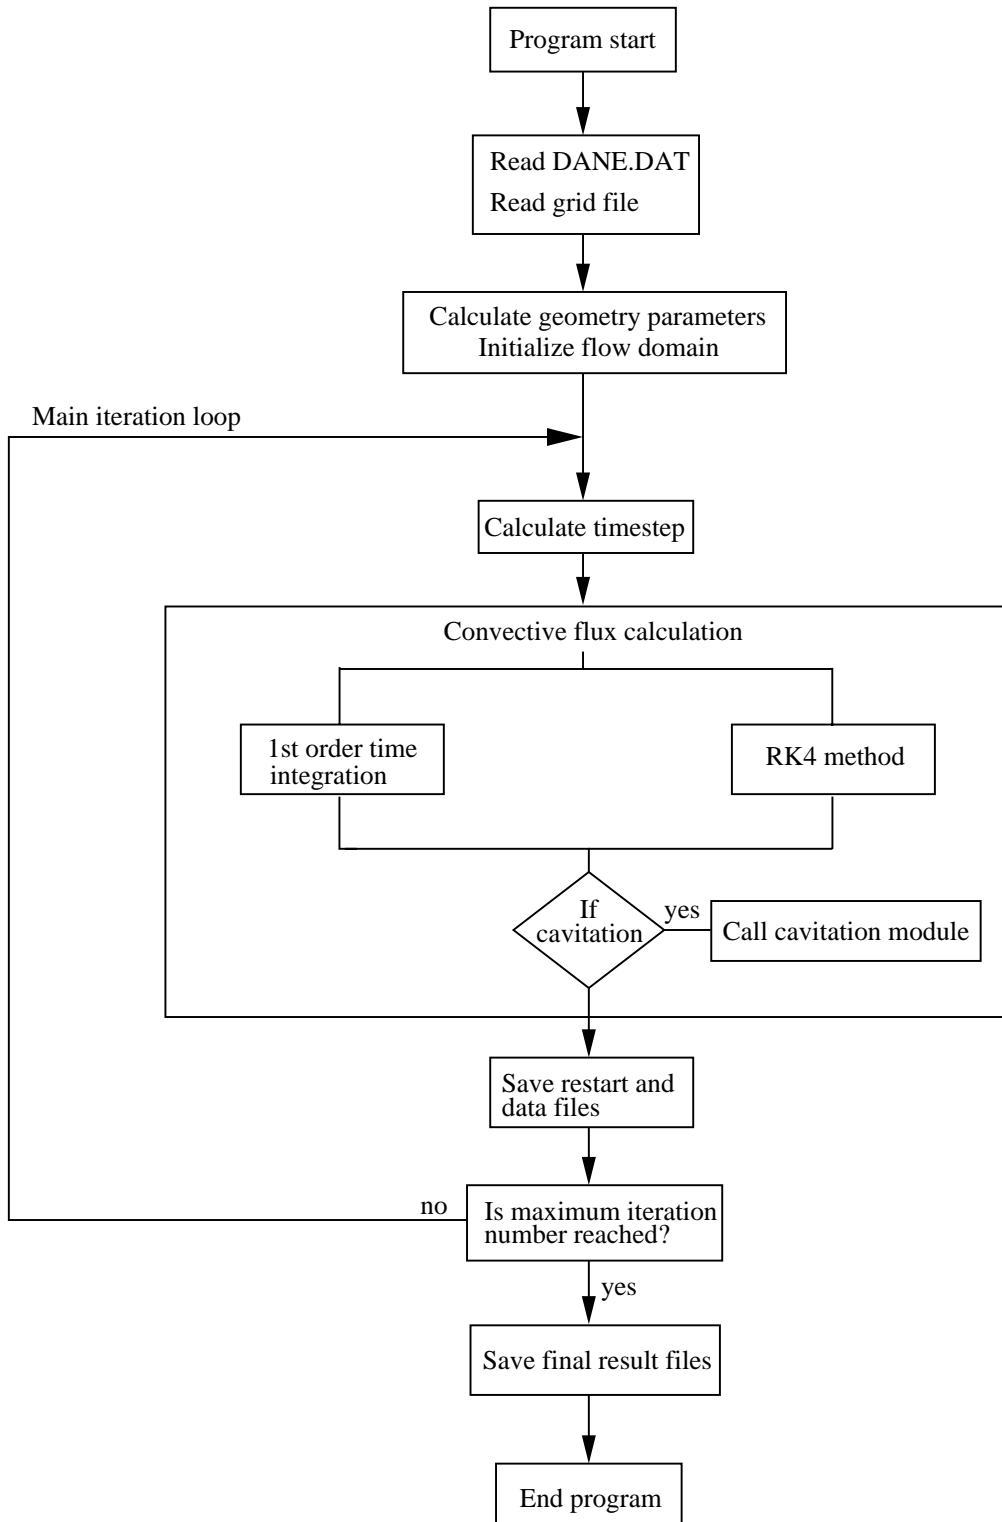 Program start
Read DANE.DAT
Read grid file
Calculate geometry parameters
Initialize flow domain
Main iteration loop
Calculate timestep
Convective flux calculation
1st order time
integration
RK4 method
If
cavitation
yes
Call cavitation module
Save restart and
data files
no
Is maximum iteration
number reached?
yes
Save final result files
End program